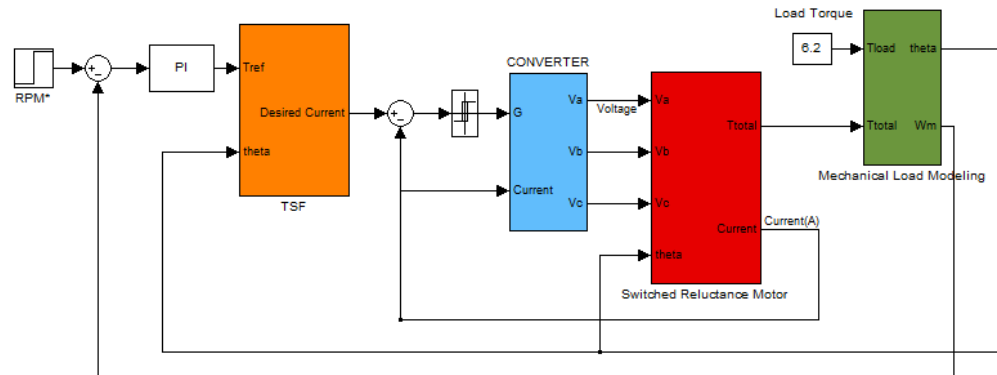 RPM*
PI
Tref
Desired Current
theta
TSF
CONVERTER
G
Current
Va
Vb
Vc
Voltage
Va
Vb
Vc
theta
Ttotal
Current
Current(A)
Switched Reluctance Motor
Load Torque
6.2
Tload
theta
Ttotal
Wm
Mechanical Load Modeling